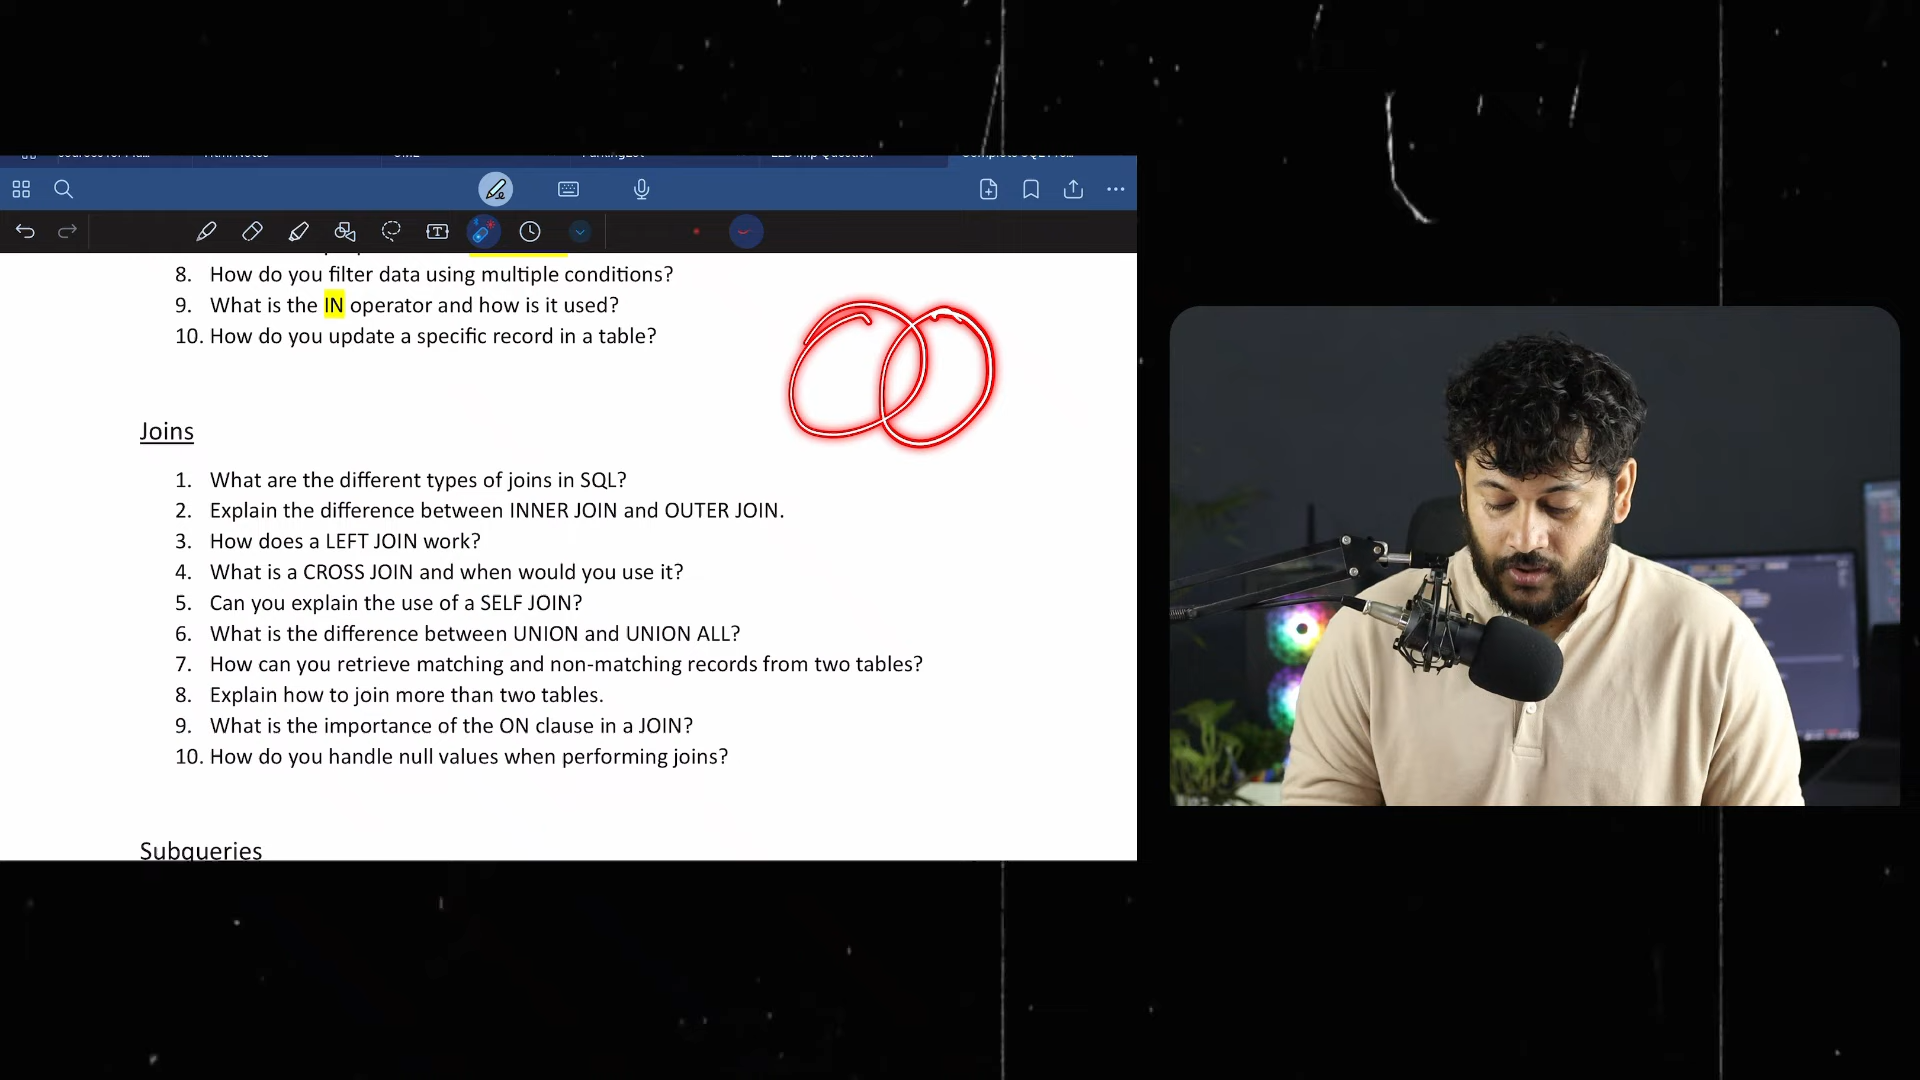 8. How do you filter data using multiple conditions?
9. What is the IN operator and how is it used?
10. How do you update a specific record in a table?
Joins
1. What are the different types of joins in SQL?
2. Explain the difference between INNER JOIN and OUTER JOIN.
3. How does a LEFT JOIN work?
4. What is a CROSS JOIN and when would you use it?
5. Can you explain the use of a SELF JOIN?
6. What is the difference between UNION and UNION ALL?
7. How can you retrieve matching and non-matching records from two tables?
8. Explain how to join more than two tables.
9. What is the importance of the ON clause in a JOIN?
10. How do you handle null values when performing joins?
Subqueries